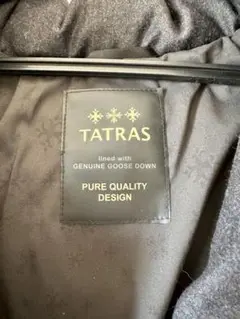 TATRAS
lined with
GENUINE GOOSE DOWN
PURE QUALITY
DESIGN